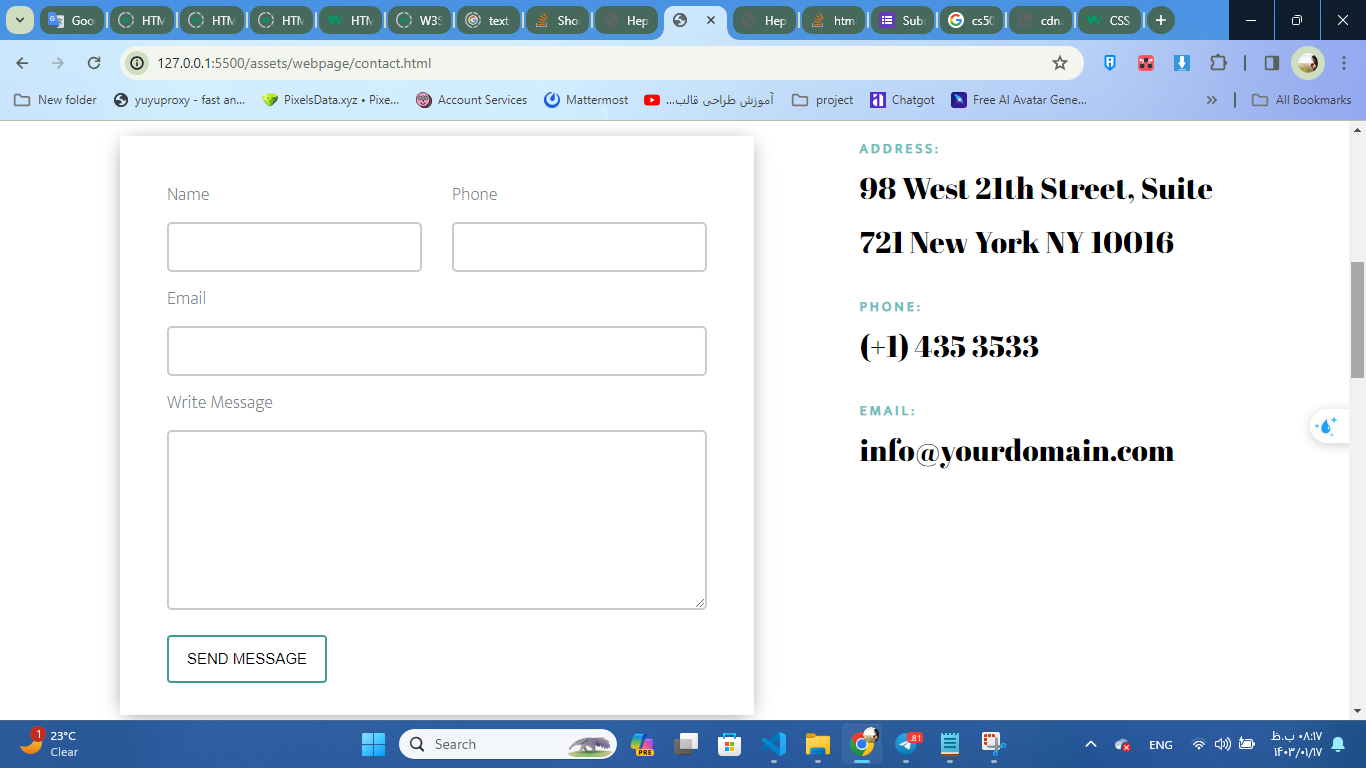 Goo
HTM
HTM
HTM
HTM
W3S
text
Sho
Hep
Hep
htm
Sub
cs50
cdn.
CSS
127.0.0.1:5500/assets/webpage/contact.html
New folder
yuyuproxy - fast an...
PixelsData.xyz • Pixe...
Account Services
Mattermost
آموزش طراحی قالب...
project
Chatgot
Free AI Avatar Gene...
All Bookmarks
Name
Phone
Email
Write Message
SEND MESSAGE
ADDRESS:
98 West 21th Street, Suite
721 New York NY 10016
PHONE:
(+1) 435 3533
EMAIL:
info@yourdomain.com
1
23°C
Clear
Search
PRE
81
ENG
۰۸:۱۷ ب.ظ
۱۴۰۳/۰۱/۱۷